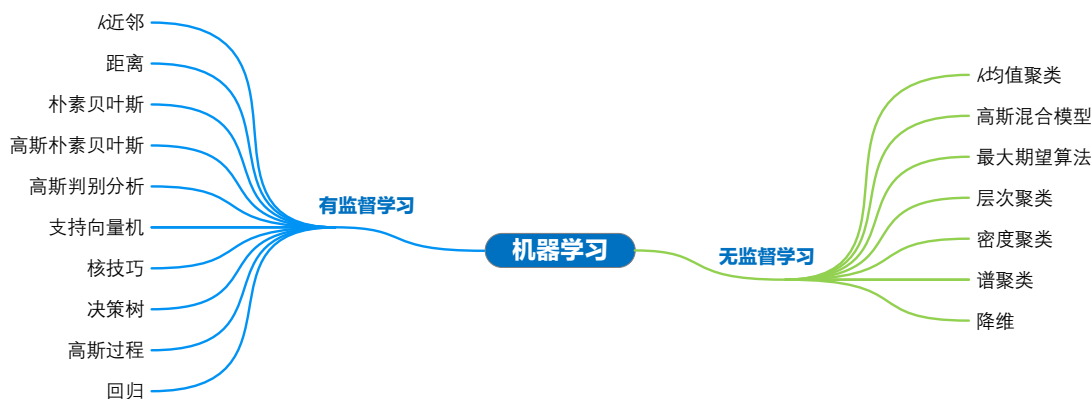 k近邻
距离
朴素贝叶斯
高斯朴素贝叶斯
高斯判别分析
支持向量机
核技巧
决策树
高斯过程
回归
有监督学习
机器学习
无监督学习
k均值聚类
高斯混合模型
最大期望算法
层次聚类
密度聚类
谱聚类
降维